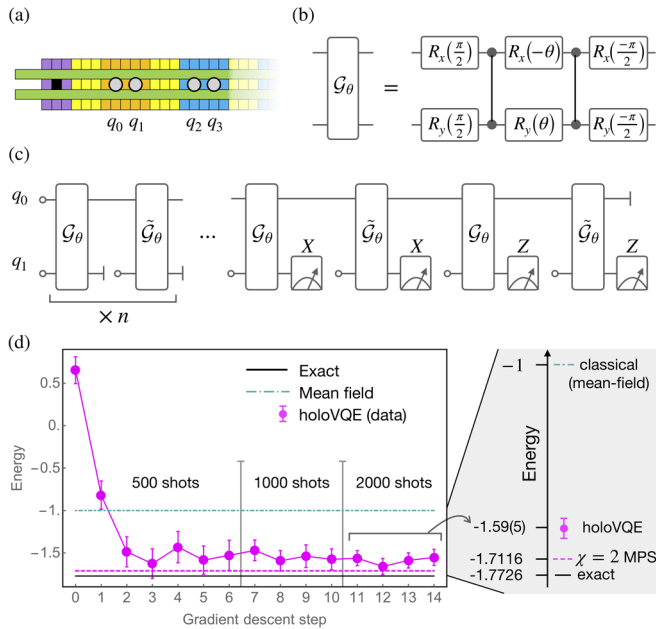 (a)
q0 q1 q2 q3
(b)
𝒢θ = Rx(π/2) Rx(−θ) Rx(−π/2)
Ry(π/2) Ry(θ) Ry(−π/2)
(c)
q0
𝒢θ 𝒢̃θ ... 𝒢θ 𝒢̃θ 𝒢θ 𝒢̃θ
q1
X X Z Z
× n
(d)
Energy
0.5
0.
−0.5
−1.
−1.5
Exact
Mean field
holoVQE (data)
500 shots 1000 shots 2000 shots
0 1 2 3 4 5 6 7 8 9 10 11 12 13 14
Gradient descent step
Energy
−1 classical
(mean-field)
-1.59(5) holoVQE
-1.7116 χ = 2 MPS
-1.7726 exact